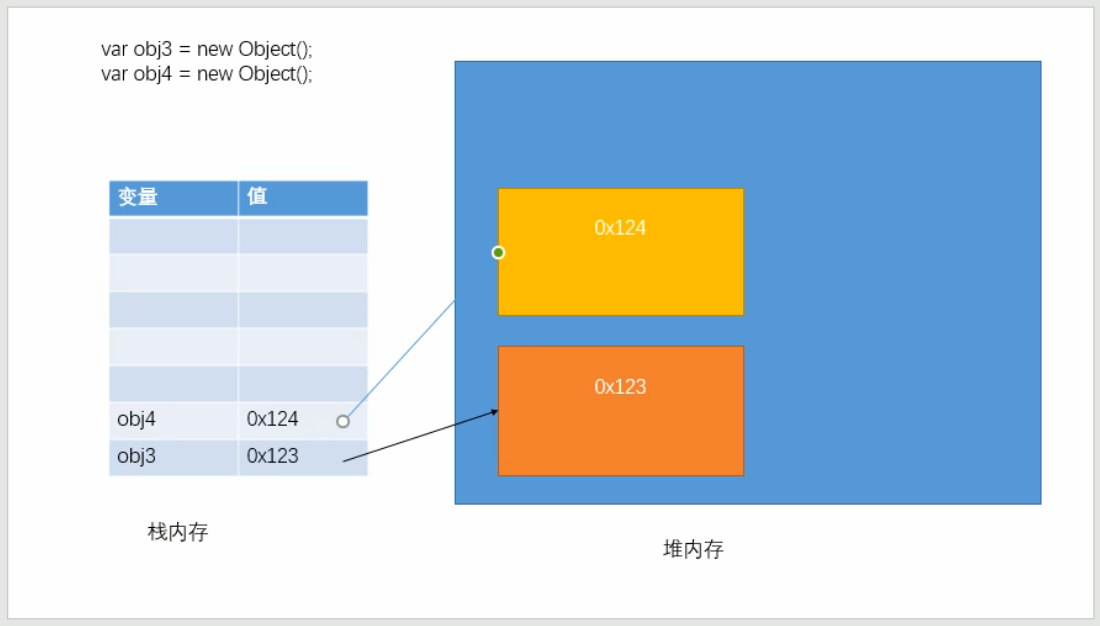 var obj3 = new Object();
var obj4 = new Object();
变量 值
obj4 0x124
obj3 0x123
栈内存
0x124
0x123
堆内存